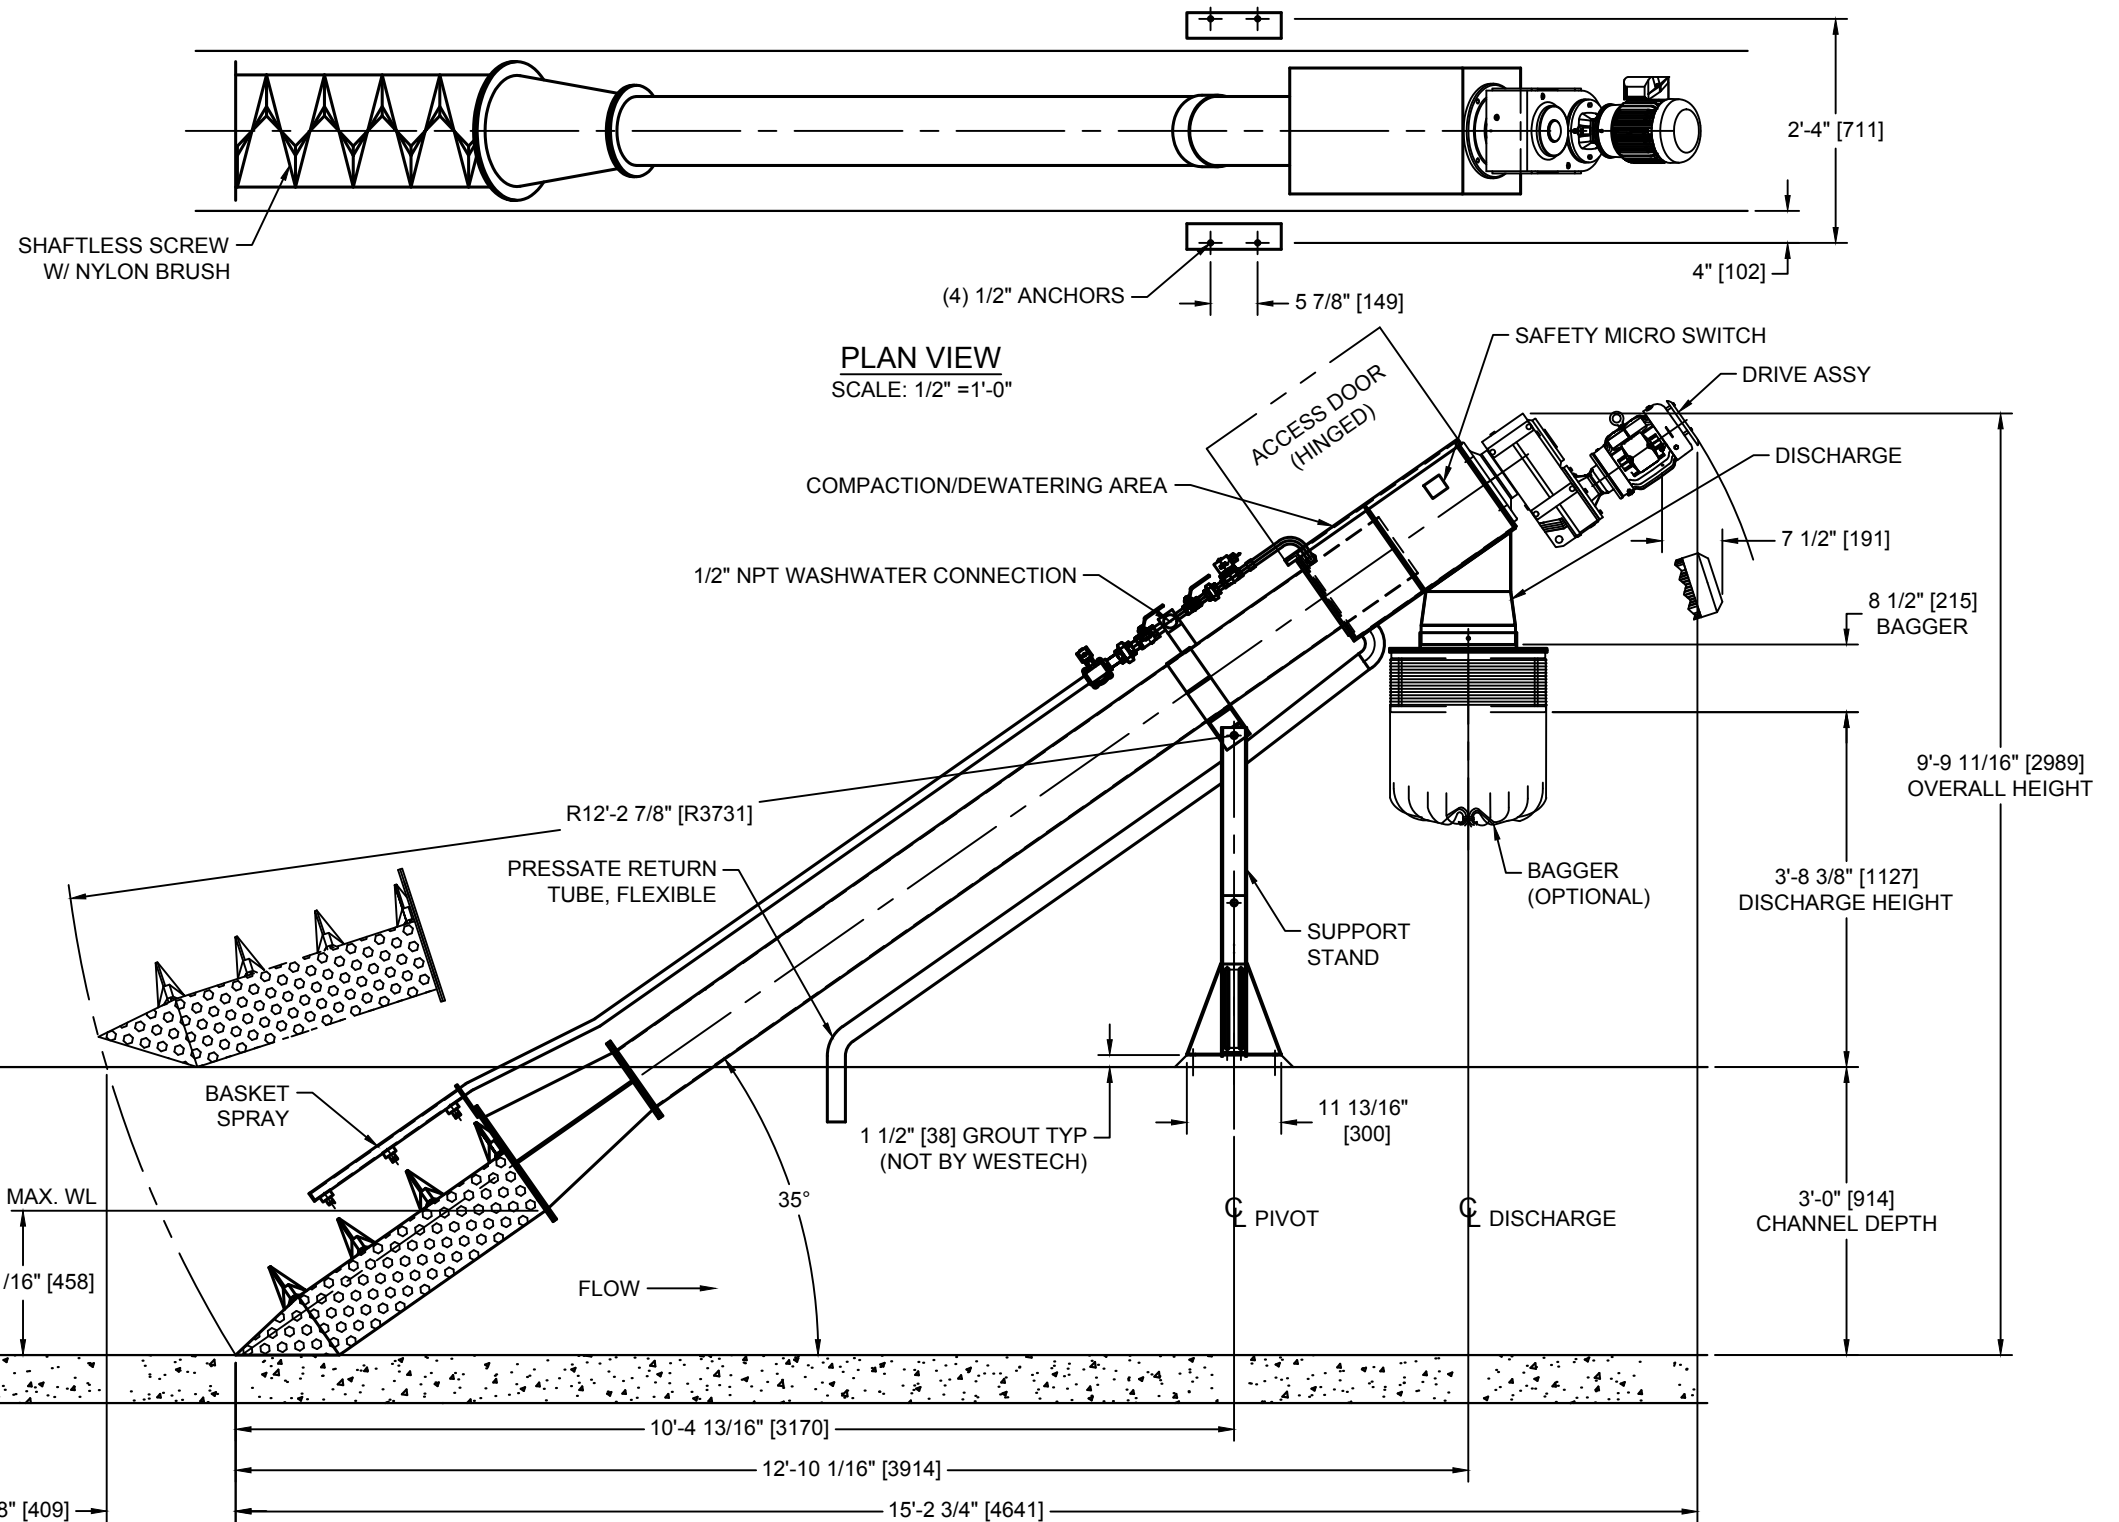 2'-4" [711]
SHAFTLESS SCREW
W/ NYLON BRUSH
4" [102]
(4) 1/2" ANCHORS
5 7/8" [149]
PLAN VIEW
SCALE: 1/2" =1'-0"
SAFETY MICRO SWITCH
DRIVE ASSY
ACCESS DOOR
(HINGED)
DISCHARGE
COMPACTION/DEWATERING AREA
7 1/2" [191]
1/2" NPT WASHWATER CONNECTION
8 1/2" [215]
BAGGER
9'-9 11/16" [2989]
OVERALL HEIGHT
R12'-2 7/8" [R3731]
PRESSATE RETURN
TUBE, FLEXIBLE
BAGGER
(OPTIONAL)
3'-8 3/8" [1127]
DISCHARGE HEIGHT
SUPPORT
STAND
BASKET
SPRAY
11 13/16"
[300]
1 1/2" [38] GROUT TYP
(NOT BY WESTECH)
MAX. WL
35°
℄ PIVOT
℄ DISCHARGE
3'-0" [914]
CHANNEL DEPTH
/16" [458]
FLOW
10'-4 13/16" [3170]
12'-10 1/16" [3914]
8" [409]
15'-2 3/4" [4641]